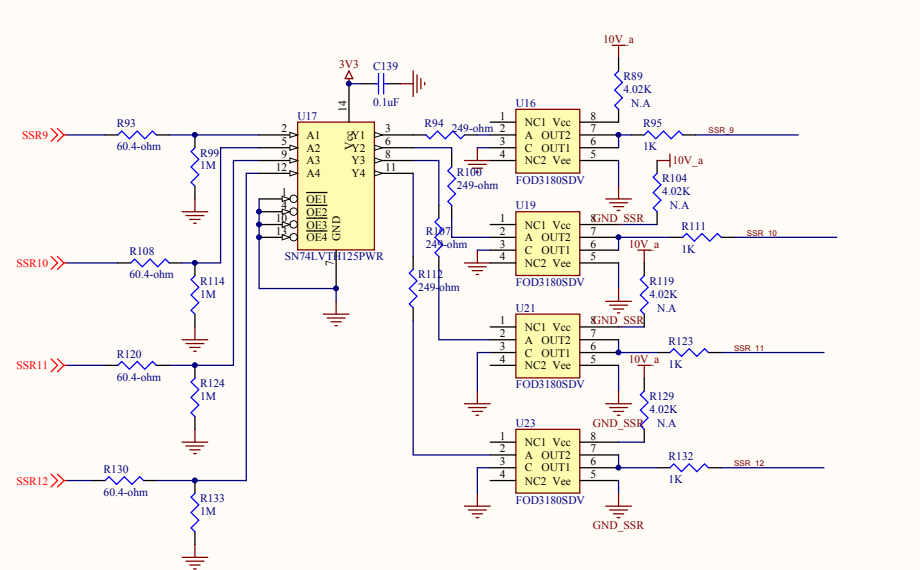 10V_a
R89
4.02K
N.A
3V3
C139
0.1uF
14
U17
Vcc
GND
SN74LVTH125PWR
7
A1
A2
A3
A4
OE1
OE2
OE3
OE4
Y1
Y2
Y3
Y4
2
5
9
12
1
4
10
13
3
6
8
11
SSR9
R93
60.4-ohm
R99
1M
SSR10
R108
60.4-ohm
R114
1M
SSR11
R120
60.4-ohm
R124
1M
SSR12
R130
60.4-ohm
R133
1M
R94
249-ohm
R100
249-ohm
R107
249-ohm
R112
249-ohm
U16
1 NC1 Vcc 8
2 A OUT2 7
3 C OUT1 6
4 NC2 Vee 5
FOD3180SDV
R95
1K
SSR_9
10V_a
R104
4.02K
N.A
GND_SSR
U19
1 NC1 Vcc 8
2 A OUT2 7
3 C OUT1 6
4 NC2 Vee 5
FOD3180SDV
R111
1K
SSR_10
10V_a
R119
4.02K
N.A
GND_SSR
U21
1 NC1 Vcc 8
2 A OUT2 7
3 C OUT1 6
4 NC2 Vee 5
FOD3180SDV
R123
1K
SSR_11
10V_a
R129
4.02K
N.A
GND_SSR
U23
1 NC1 Vcc 8
2 A OUT2 7
3 C OUT1 6
4 NC2 Vee 5
FOD3180SDV
R132
1K
SSR_12
GND_SSR